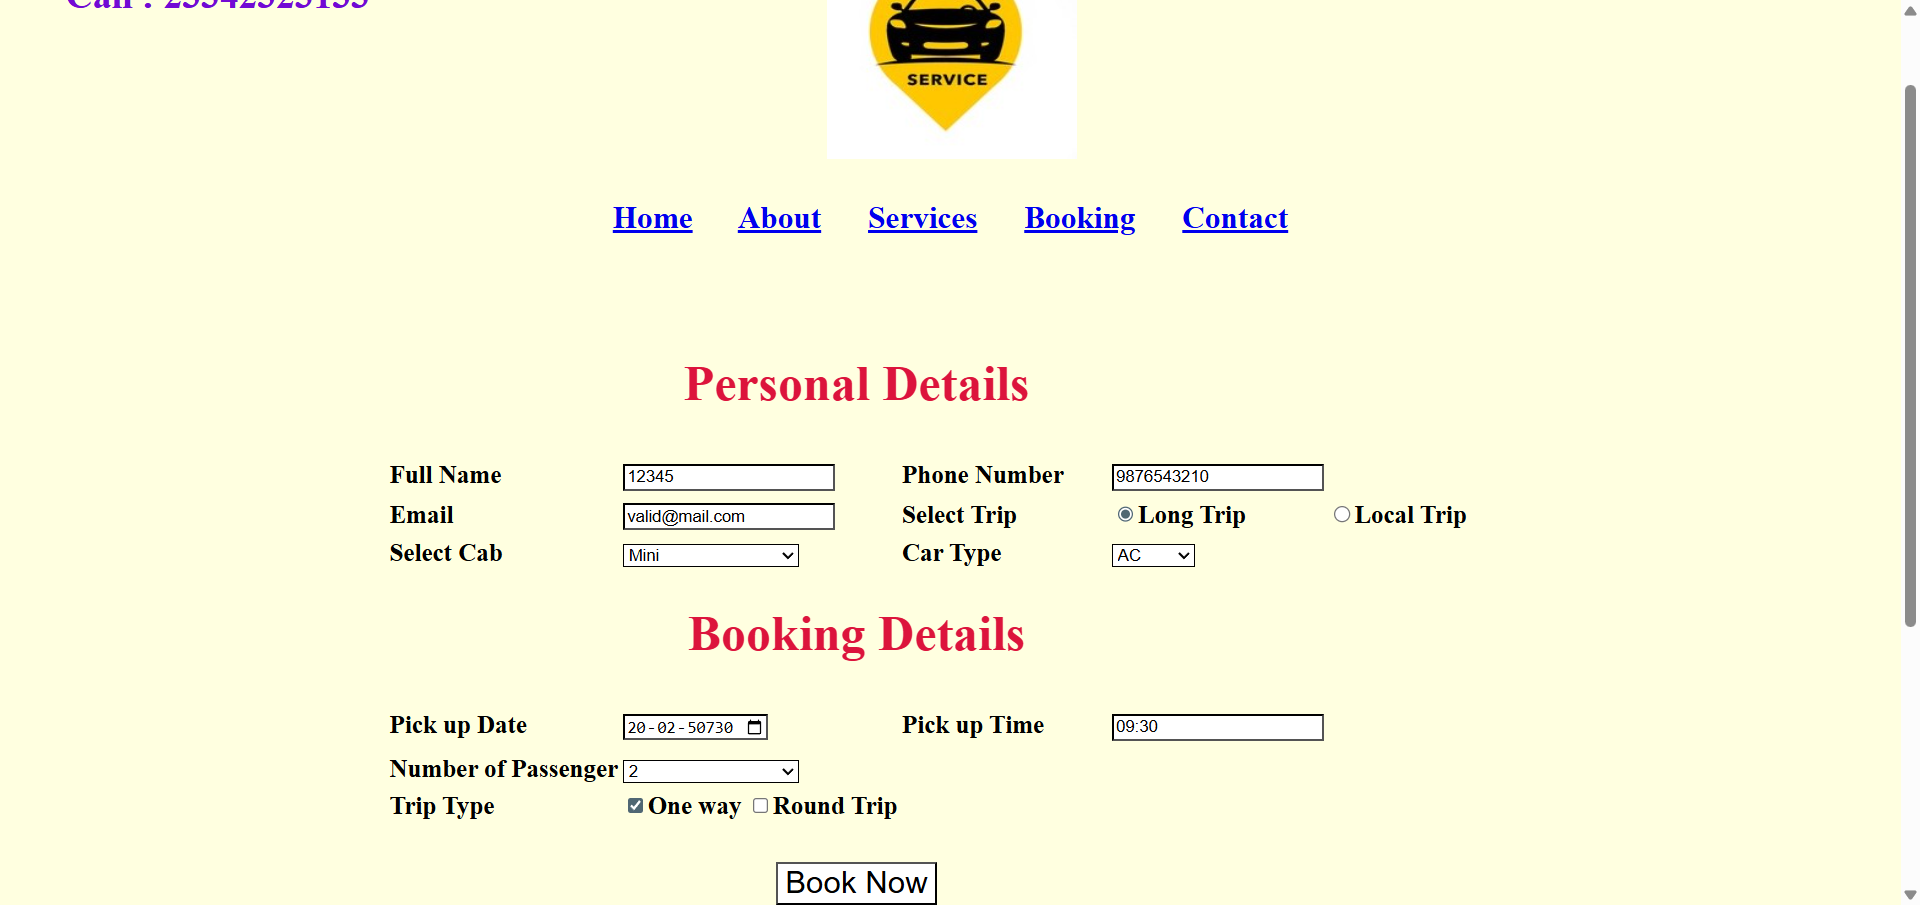 Call : 23342323133
SERVICE
Home About Services Booking Contact
Personal Details
Full Name 12345 Phone Number 9876543210
Email valid@mail.com Select Trip Long Trip Local Trip
Select Cab Mini Car Type AC
Booking Details
Pick up Date 20-02-50730 Pick up Time 09:30
Number of Passenger 2
Trip Type One way Round Trip
Book Now